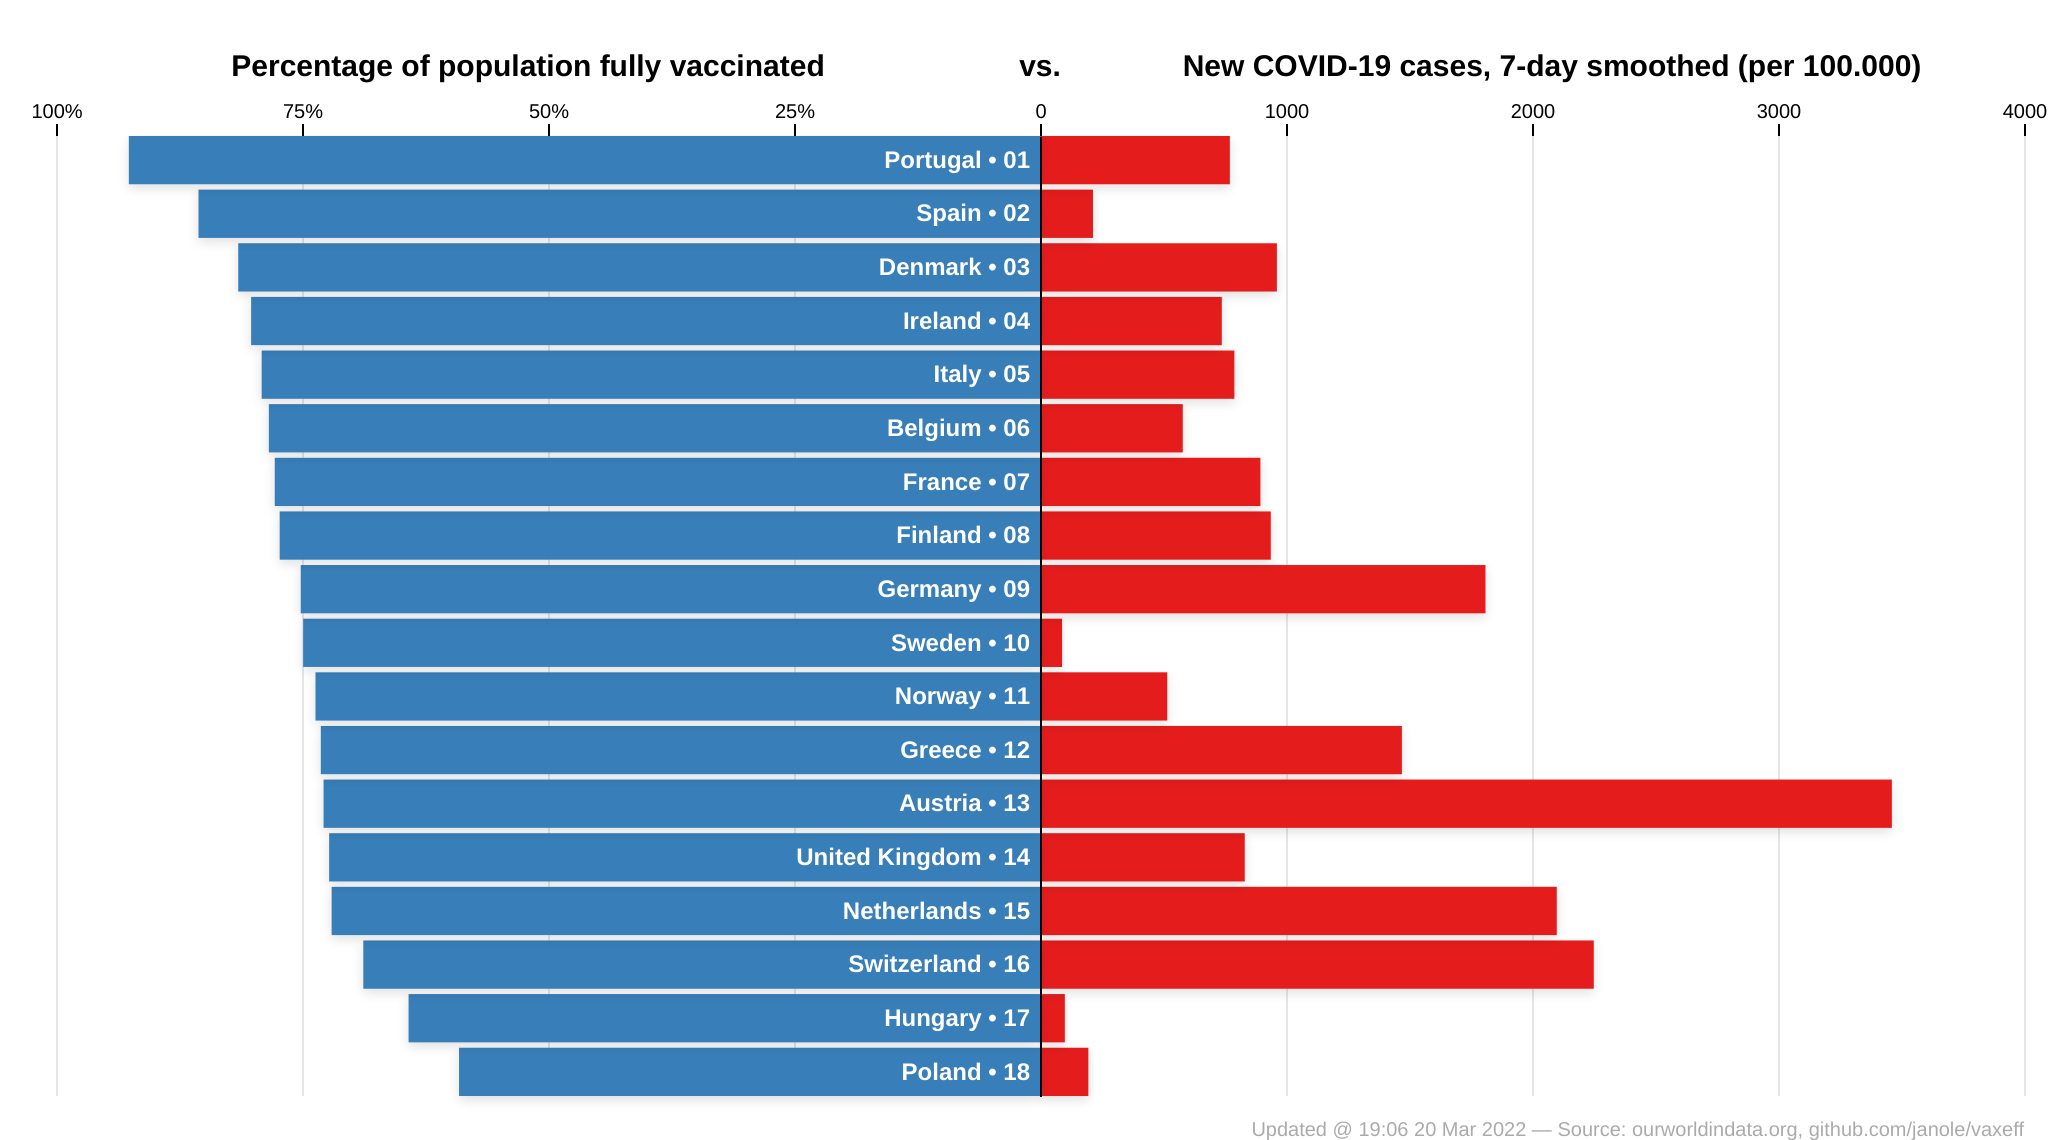 Percentage of population fully vaccinated vs. New COVID-19 cases, 7-day smoothed (per 100.000)
100% 75% 50% 25% 0 1000 2000 3000 4000
Portugal • 01
Spain • 02
Denmark • 03
Ireland • 04
Italy • 05
Belgium • 06
France • 07
Finland • 08
Germany • 09
Sweden • 10
Norway • 11
Greece • 12
Austria • 13
United Kingdom • 14
Netherlands • 15
Switzerland • 16
Hungary • 17
Poland • 18
Updated @ 19:06 20 Mar 2022 — Source: ourworldindata.org, github.com/janole/vaxeff